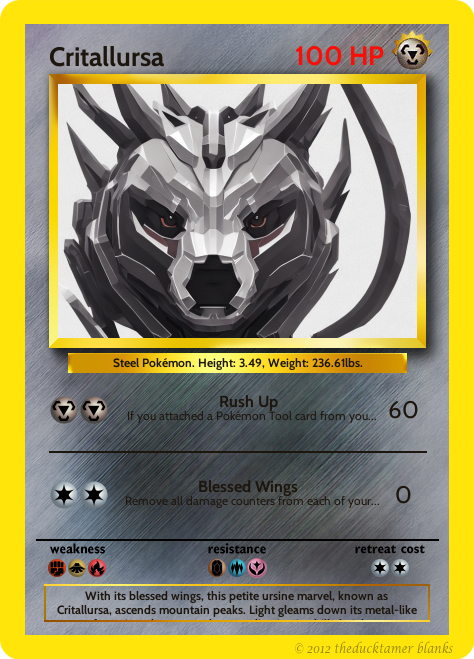 Critallursa 100 HP
Steel Pokémon. Height: 3.49, Weight: 236.61lbs.
Rush Up
If you attached a Pokémon Tool card from you... 60
Blessed Wings
Remove all damage counters from each of your... 0
weakness resistance retreat cost
With its blessed wings, this petite ursine marvel, known as
Critallursa, ascends mountain peaks. Light gleams down its metal-like
© 2012 theducktamer blanks